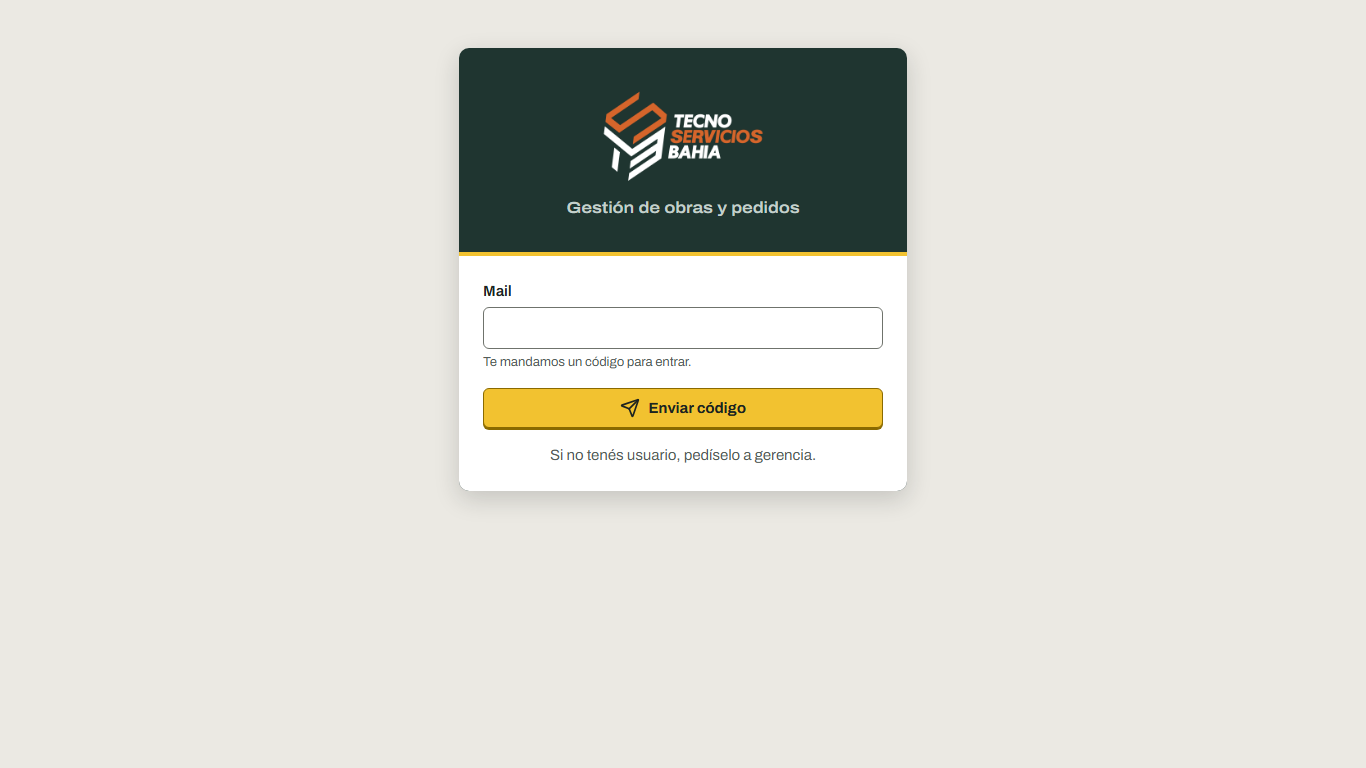 TECNO
SERVICIOS
BAHIA
Gestión de obras y pedidos
Mail
Te mandamos un código para entrar.
Enviar código
Si no tenés usuario, pedíselo a gerencia.